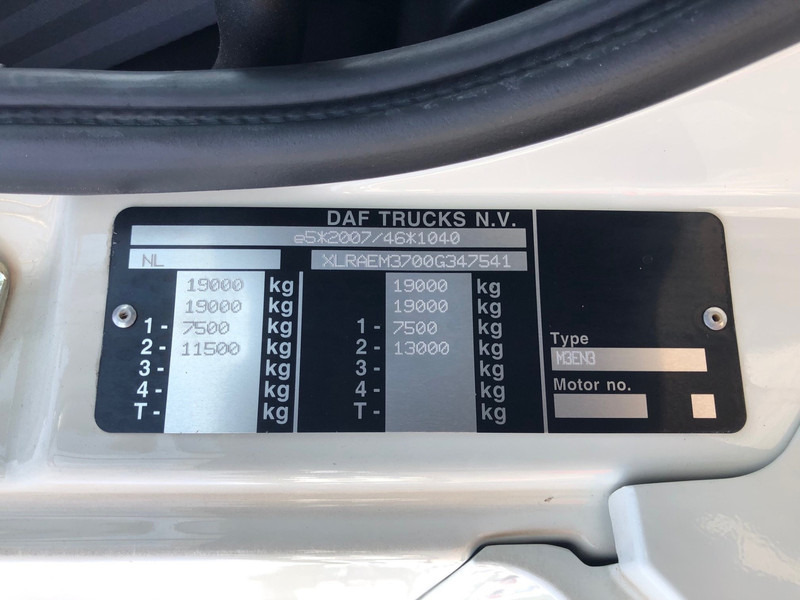 DAF TRUCKS N.V.
e5*2007/46*1040
NL XLRAEM3700G347541
19000 kg 19000 kg
19000 kg 19000 kg
1- 7500 kg 1- 7500 kg
2- 11500 kg 2- 13000 kg
3- kg 3- kg
4- kg 4- kg
T- kg T- kg
Type
M3EN3
Motor no.